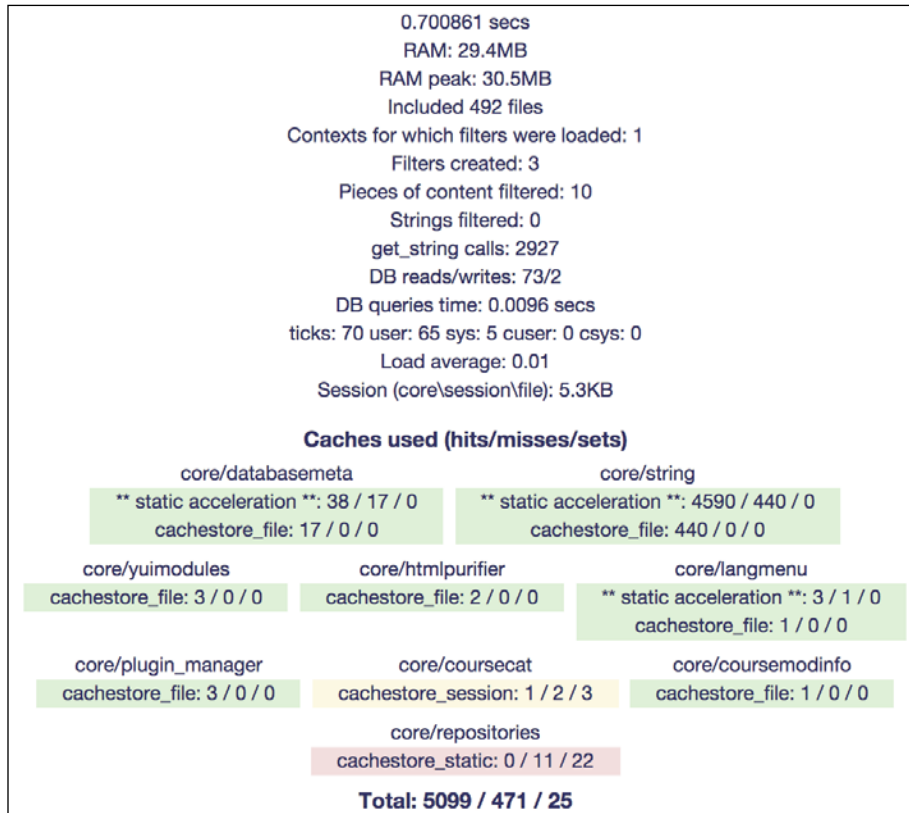 0.700861 secs
RAM: 29.4MB
RAM peak: 30.5MB
Included 492 files
Contexts for which filters were loaded: 1
Filters created: 3
Pieces of content filtered: 10
Strings filtered: 0
get_string calls: 2927
DB reads/writes: 73/2
DB queries time: 0.0096 secs
ticks: 70 user: 65 sys: 5 cuser: 0 csys: 0
Load average: 0.01
Session (core\session\file): 5.3KB
Caches used (hits/misses/sets)
core/databasemeta
** static acceleration **: 38 / 17 / 0
cachestore_file: 17 / 0 / 0
core/string
** static acceleration **: 4590 / 440 / 0
cachestore_file: 440 / 0 / 0
core/yuimodules
cachestore_file: 3 / 0 / 0
core/htmlpurifier
cachestore_file: 2 / 0 / 0
core/langmenu
** static acceleration **: 3 / 1 / 0
cachestore_file: 1 / 0 / 0
core/plugin_manager
cachestore_file: 3 / 0 / 0
core/coursecat
cachestore_session: 1 / 2 / 3
core/coursemodinfo
cachestore_file: 1 / 0 / 0
core/repositories
cachestore_static: 0 / 11 / 22
Total: 5099 / 471 / 25